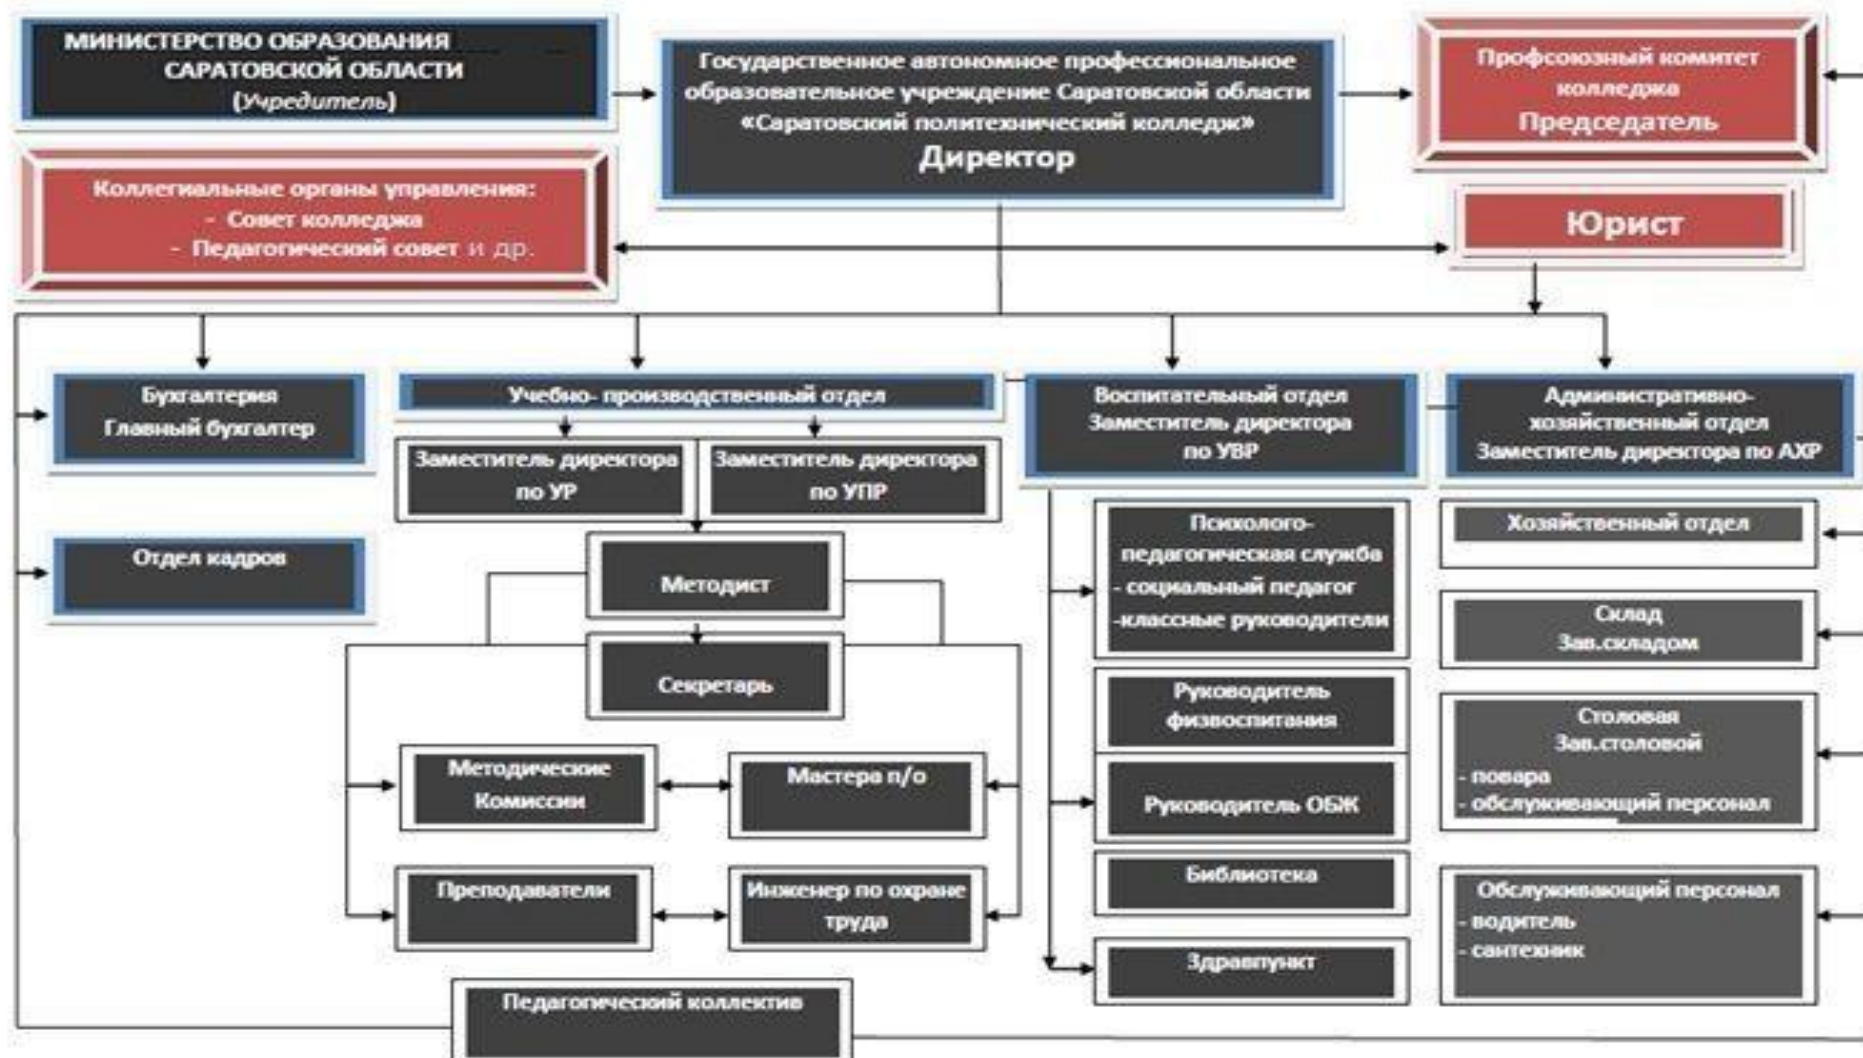 МИНИСТЕРСТВО ОБРАЗОВАНИЯ
САРАТОВСКОЙ ОБЛАСТИ
(Учредитель)
Государственное автономное профессиональное
образовательное учреждение Саратовской области
«Саратовский политехнический колледж»
Директор
Профсоюзный комитет
колледжа
Председатель
Коллегиальные органы управления:
- Совет колледжа
- Педагогический совет и др.
Юрист
Бухгалтерия
Главный бухгалтер
Учебно- производственный отдел
Воспитательный отдел
Заместитель директора
по УВР
Административно-
хозяйственный отдел
Заместитель директора по АХР
Заместитель директора
по УР
Заместитель директора
по УПР
Отдел кадров
Методист
Секретарь
Методические
Комиссии
Мастера п/о
Преподаватели
Инженер по охране
труда
Психолого-
педагогическая служба
- социальный педагог
-классные руководители
Руководитель
физвоспитания
Руководитель ОБЖ
Библиотека
Здравпункт
Хозяйственный отдел
Склад
Зав.складом
Столовая
Зав.столовой
- повара
- обслуживающий персонал
Обслуживающий персонал
- водитель
- сантехник
Педагогический коллектив